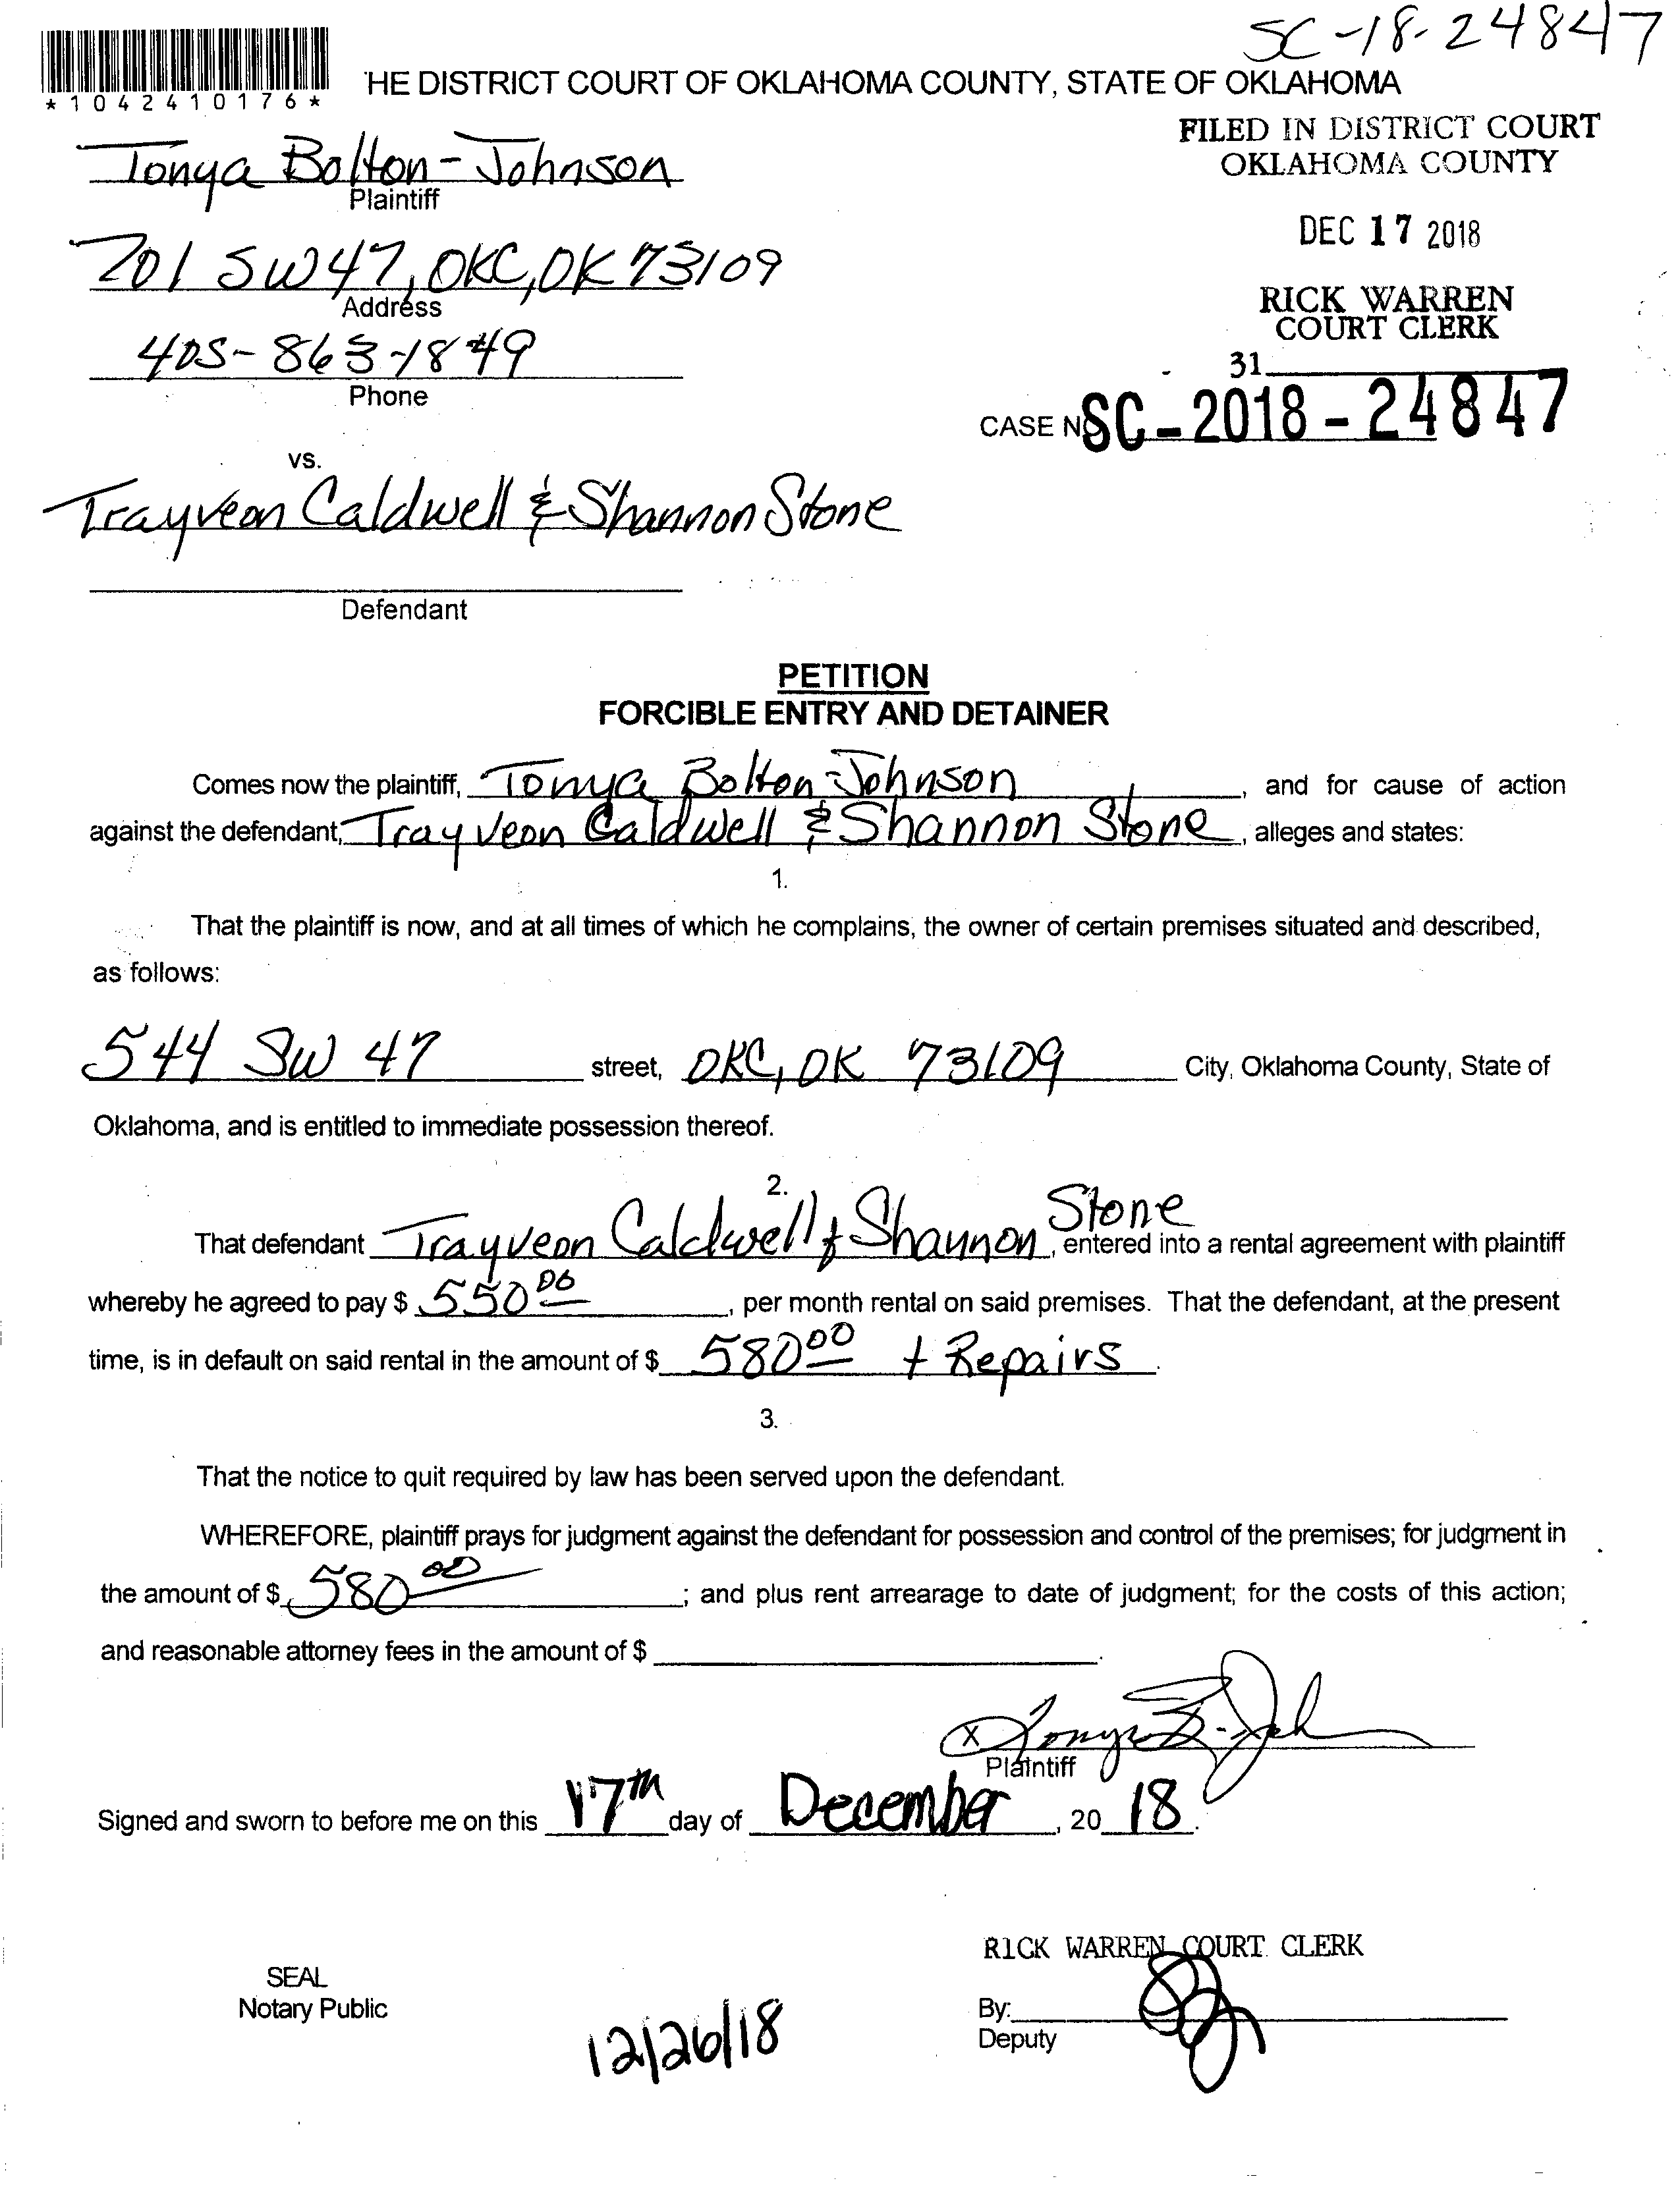 SC-18-24847
*1042410176*
HE DISTRICT COURT OF OKLAHOMA COUNTY, STATE OF OKLAHOMA
FILED IN DISTRICT COURT
OKLAHOMA COUNTY
Tonya Bolton-Johnson
Plaintiff
DEC 17 2018
701 SW 47, OKC, OK 73109
Address
RICK WARREN
COURT CLERK
405-863-1849
Phone
31
CASE NO SC-2018-24847
vs.
Trayveon Caldwell & Shannon Stone
Defendant
PETITION
FORCIBLE ENTRY AND DETAINER
Comes now the plaintiff, Tonya Bolton-Johnson, and for cause of action
against the defendant, Trayveon Caldwell & Shannon Stone, alleges and states:
1.
That the plaintiff is now, and at all times of which he complains, the owner of certain premises situated and described,
as follows:
544 SW 47 street, OKC, OK 73109 City, Oklahoma County, State of
Oklahoma, and is entitled to immediate possession thereof.
2.
That defendant Trayveon Caldwell & Shannon Stone, entered into a rental agreement with plaintiff
whereby he agreed to pay $ 550 00, per month rental on said premises. That the defendant, at the present
time, is in default on said rental in the amount of $ 580 00 + Repairs.
3.
That the notice to quit required by law has been served upon the defendant.
WHEREFORE, plaintiff prays for judgment against the defendant for possession and control of the premises; for judgment in
the amount of $ 580 00; and plus rent arrearage to date of judgment; for the costs of this action;
and reasonable attorney fees in the amount of $ .
X Tonya B-Joh
Plaintiff
Signed and sworn to before me on this 17th day of December, 20 18.
RICK WARREN COURT CLERK
SEAL
Notary Public
By:
Deputy
12/26/18